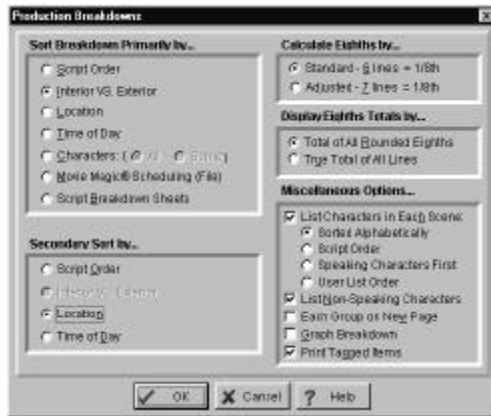 Production Breakdowns
Sort Breakdown Primarily by...
Script Order
Interior VS. Exterior
Location
Time of Day
Characters: ( All Some )
Movie Magic® Scheduling (File)
Script Breakdown Sheets
Secondary Sort by...
Script Order
Interior VS. Exterior
Location
Time of Day
Calculate Eighths by...
Standard - 6 lines = 1/8th
Adjusted - 7 lines = 1/8th
Display Eighths Totals by...
Total of All Rounded Eighths
True Total of All Lines
Miscellaneous Options...
List Characters in Each Scene:
Sorted Alphabetically
Script Order
Speaking Characters First
User List Order
List Non-Speaking Characters
Each Group on New Page
Graph Breakdown
Print Tagged Items
OK Cancel Help